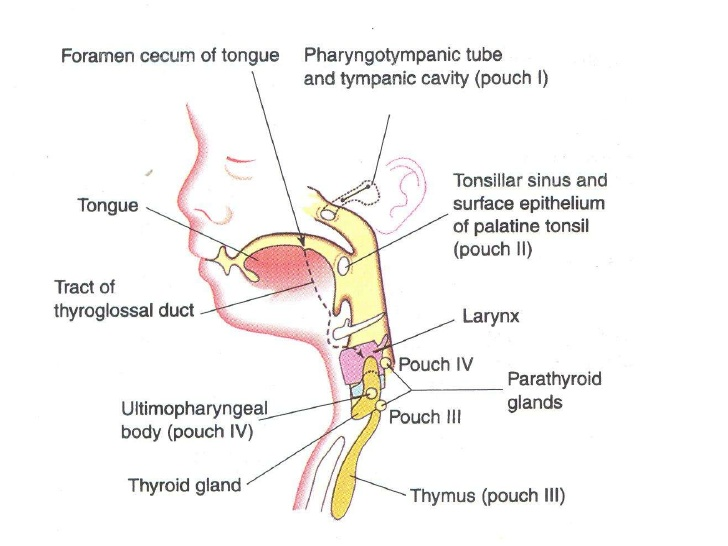 Foramen cecum of tongue
Pharyngotympanic tube
and tympanic cavity (pouch I)
Tonsillar sinus and
surface epithelium
of palatine tonsil
(pouch II)
Tongue
Tract of
thyroglossal duct
Larynx
Pouch IV
Parathyroid
glands
Ultimopharyngeal
body (pouch IV)
Pouch III
Thyroid gland
Thymus (pouch III)